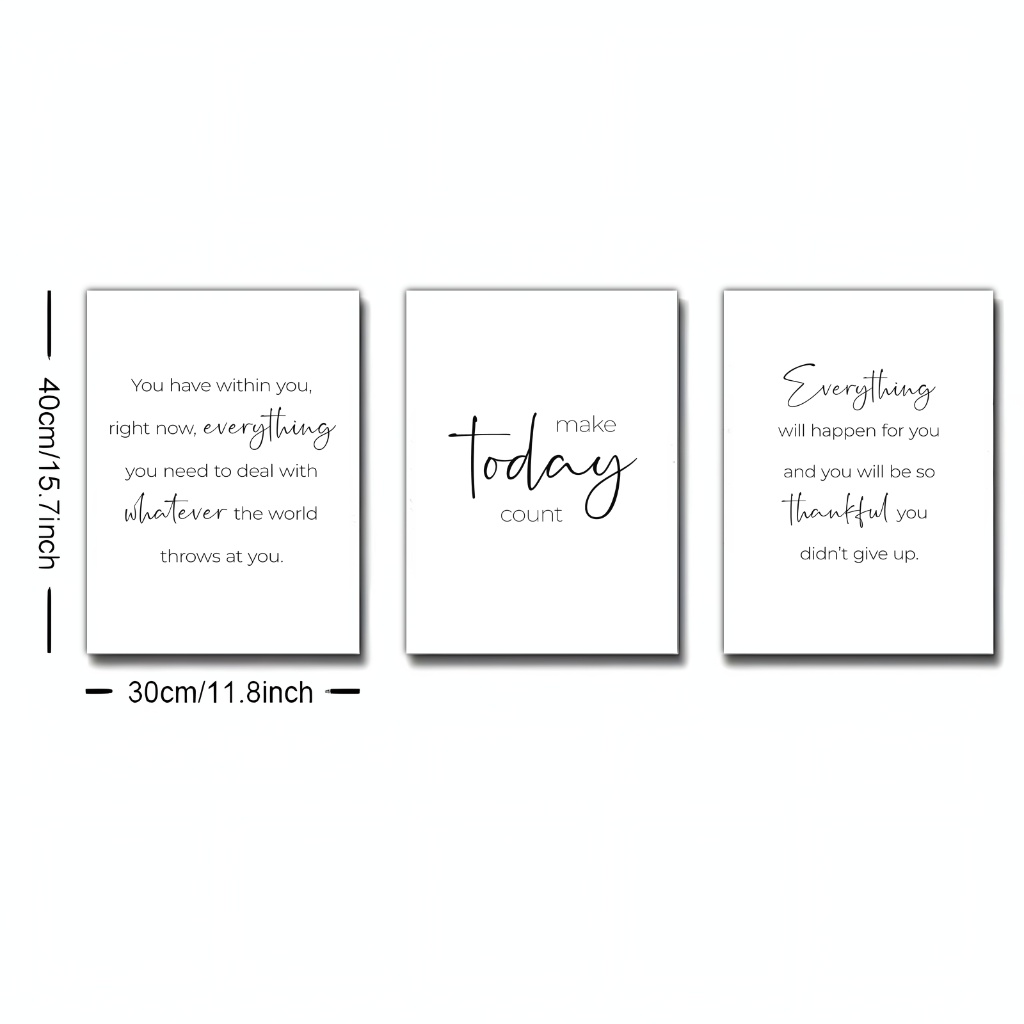 40cm/15.7inch
You have within you,
right now, everything
you need to deal with
whatever the world
throws at you.
30cm/11.8inch
make
today
count
Everything
will happen for you
and you will be so
thankful you
didn't give up.